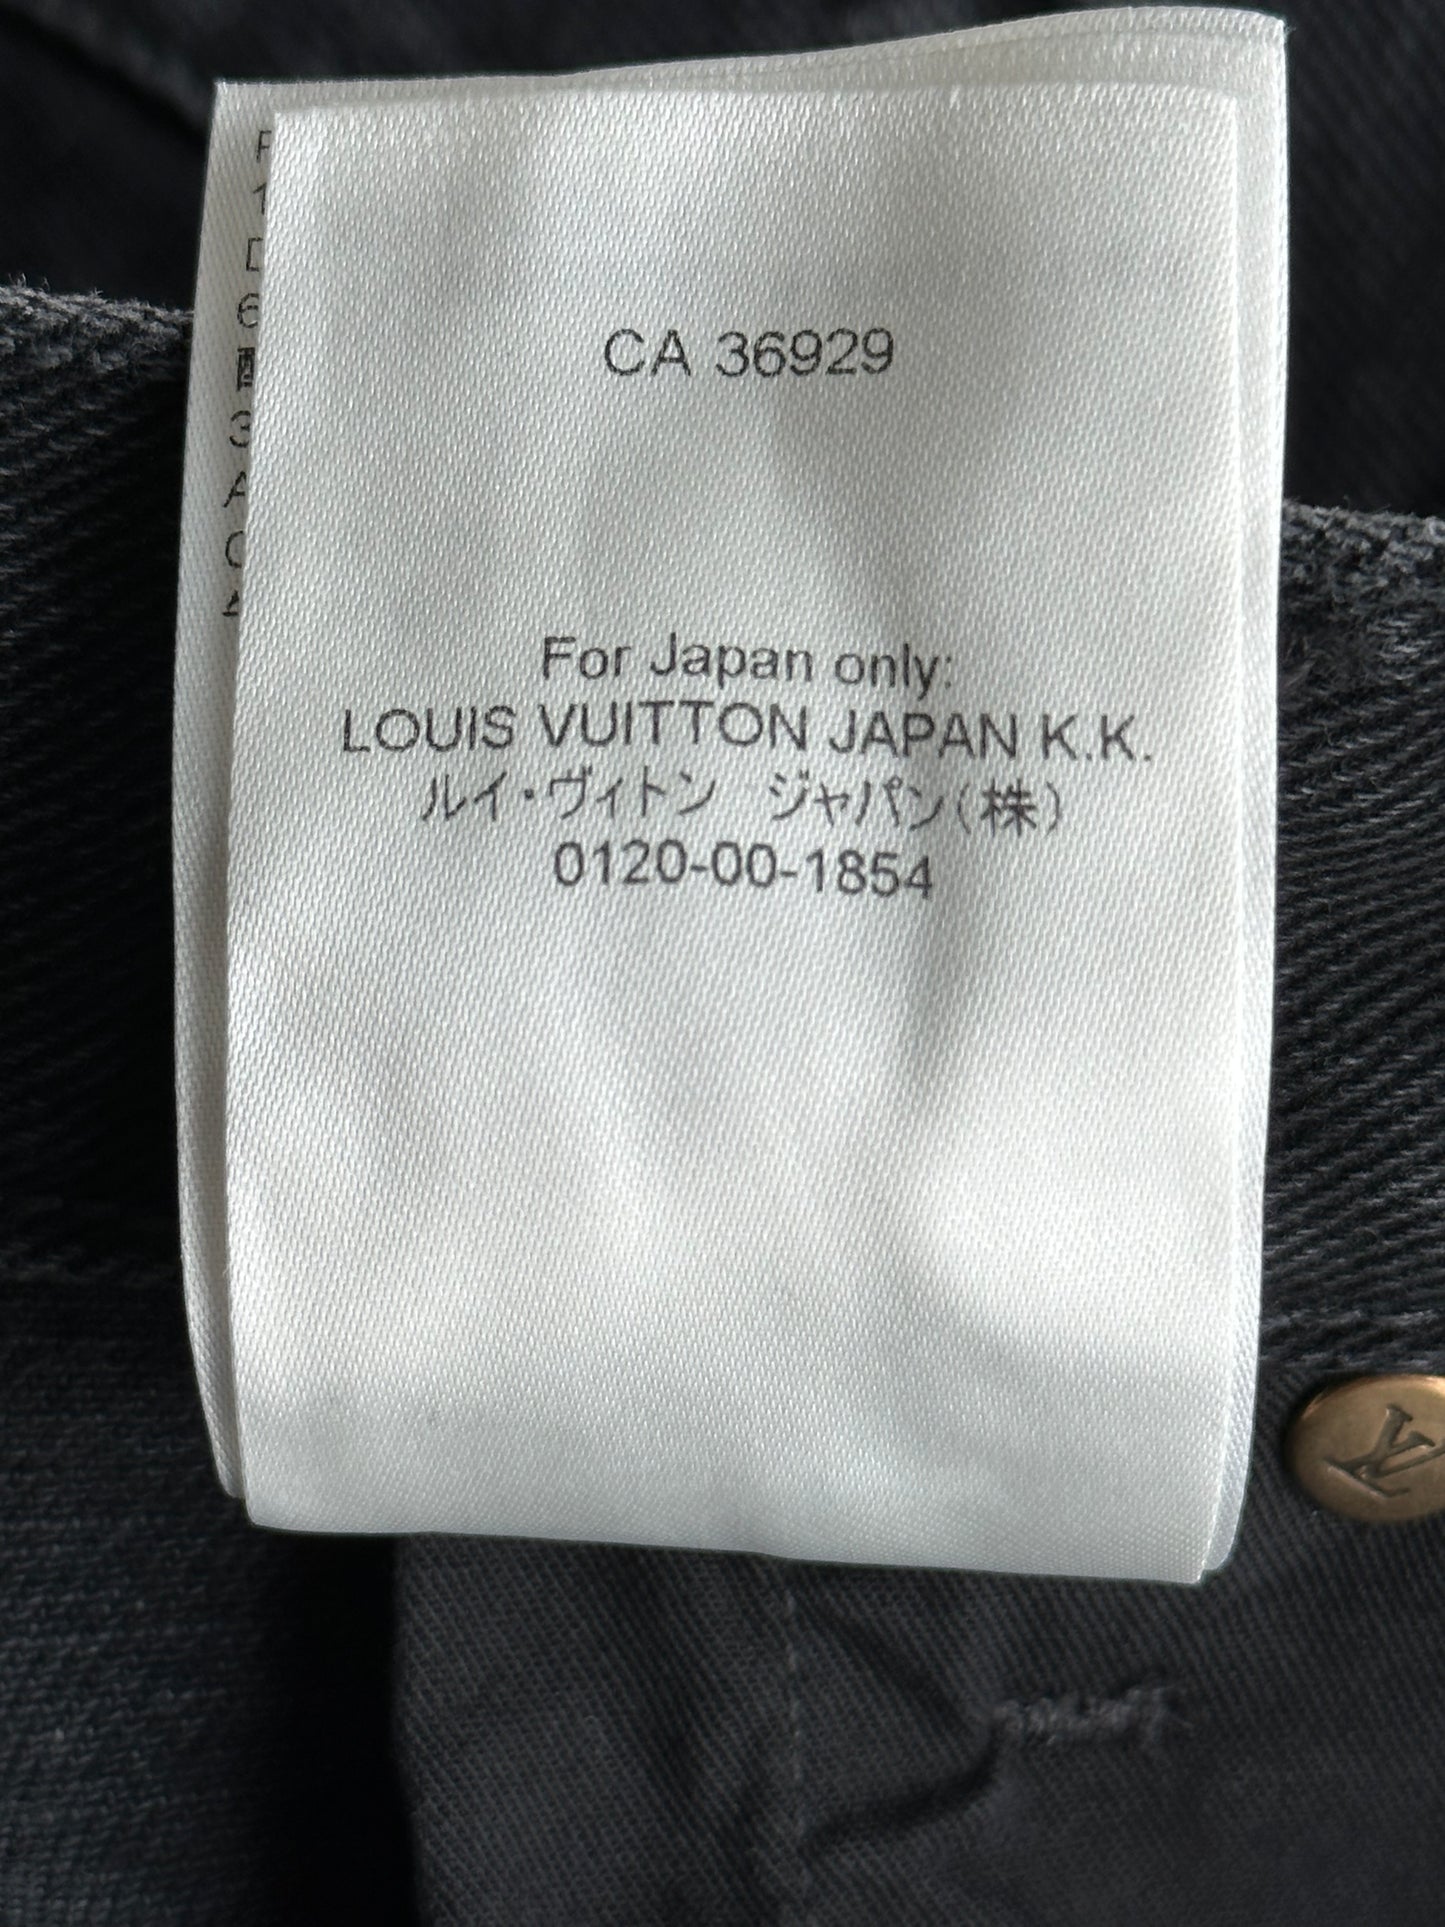 CA 36929
For Japan only:
LOUIS VUITTON JAPAN K.K.
ルイ・ヴィトン　ジャパン(株)
0120-00-1854
LV